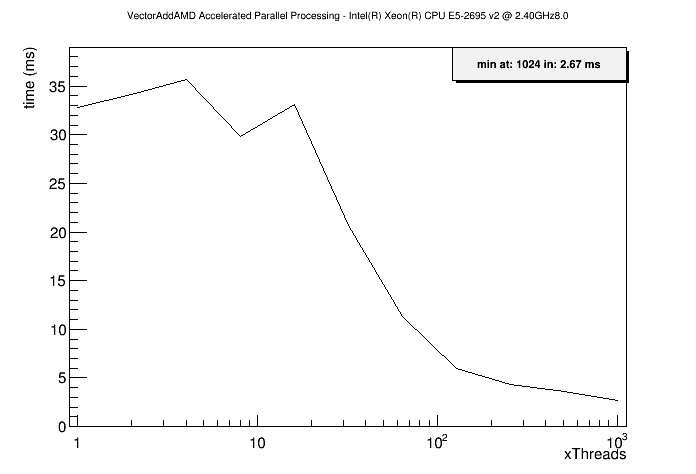 VectorAddAMD Accelerated Parallel Processing - Intel(R) Xeon(R) CPU E5-2695 v2 @ 2.40GHz8.0
min at: 1024 in: 2.67 ms
time (ms)
35
30
25
20
15
10
5
0
1 10 10² 10³
xThreads